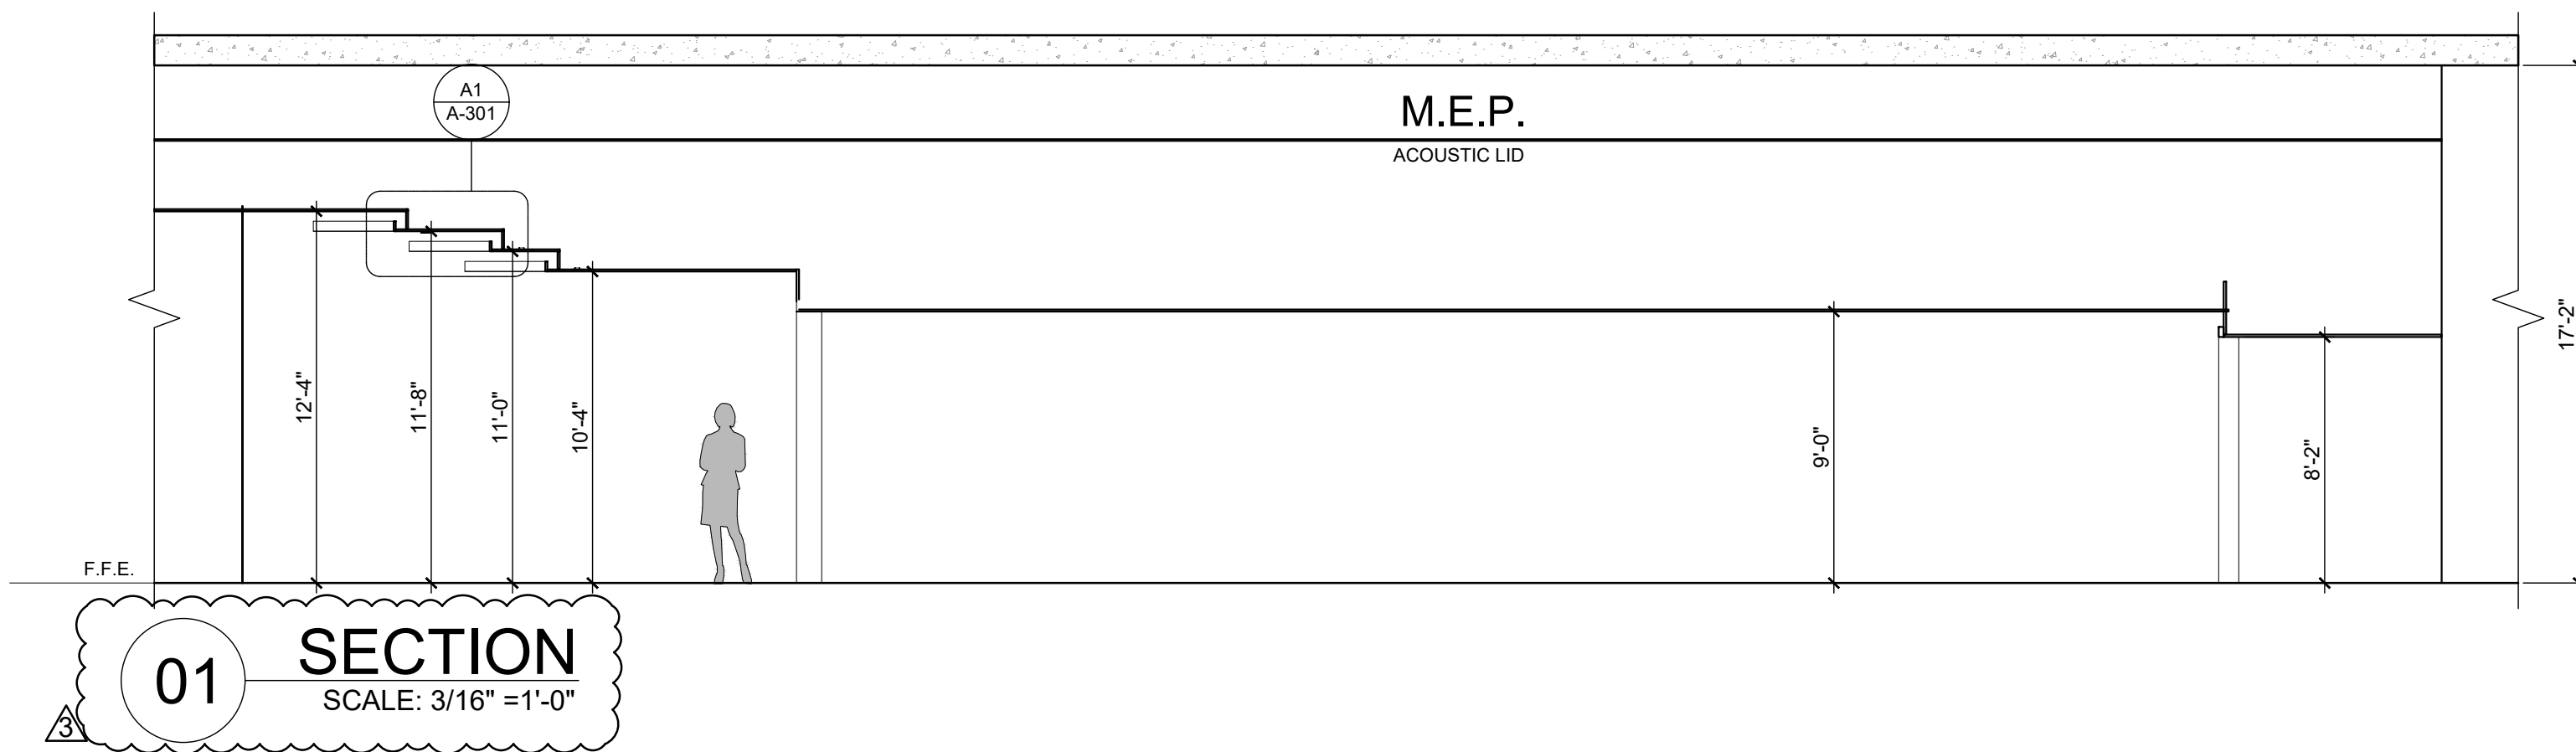 A1
A-301
M.E.P.
ACOUSTIC LID
12'-4"
11'-8"
11'-0"
10'-4"
9'-0"
8'-2"
17'-2"
F.F.E.
01
SECTION
SCALE: 3/16" =1'-0"
3